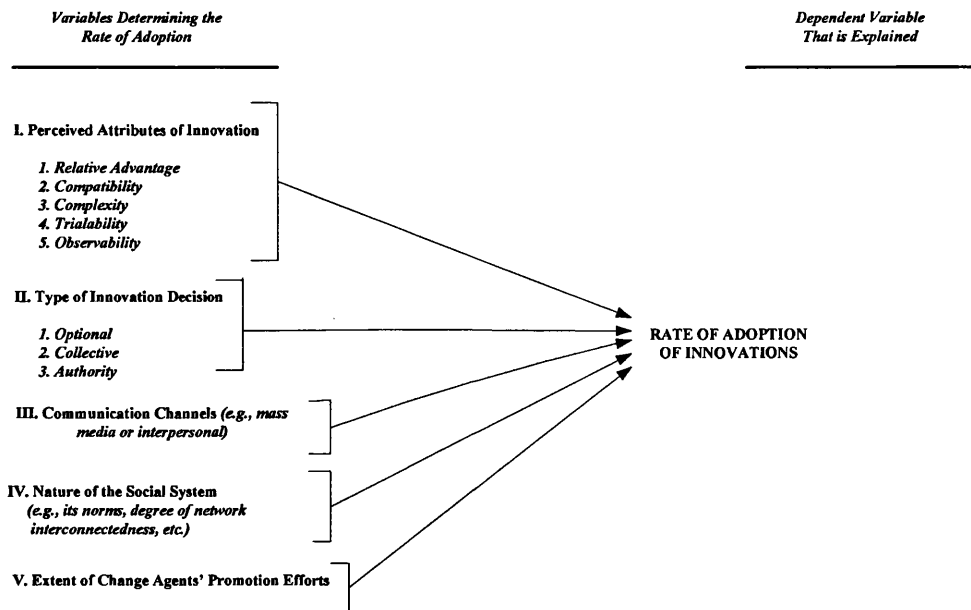 Variables Determining the
Rate of Adoption
Dependent Variable
That is Explained
I. Perceived Attributes of Innovation
1. Relative Advantage
2. Compatibility
3. Complexity
4. Trialability
5. Observability
II. Type of Innovation Decision
1. Optional
2. Collective
3. Authority
III. Communication Channels (e.g., mass
media or interpersonal)
IV. Nature of the Social System
(e.g., its norms, degree of network
interconnectedness, etc.)
V. Extent of Change Agents' Promotion Efforts
RATE OF ADOPTION
OF INNOVATIONS